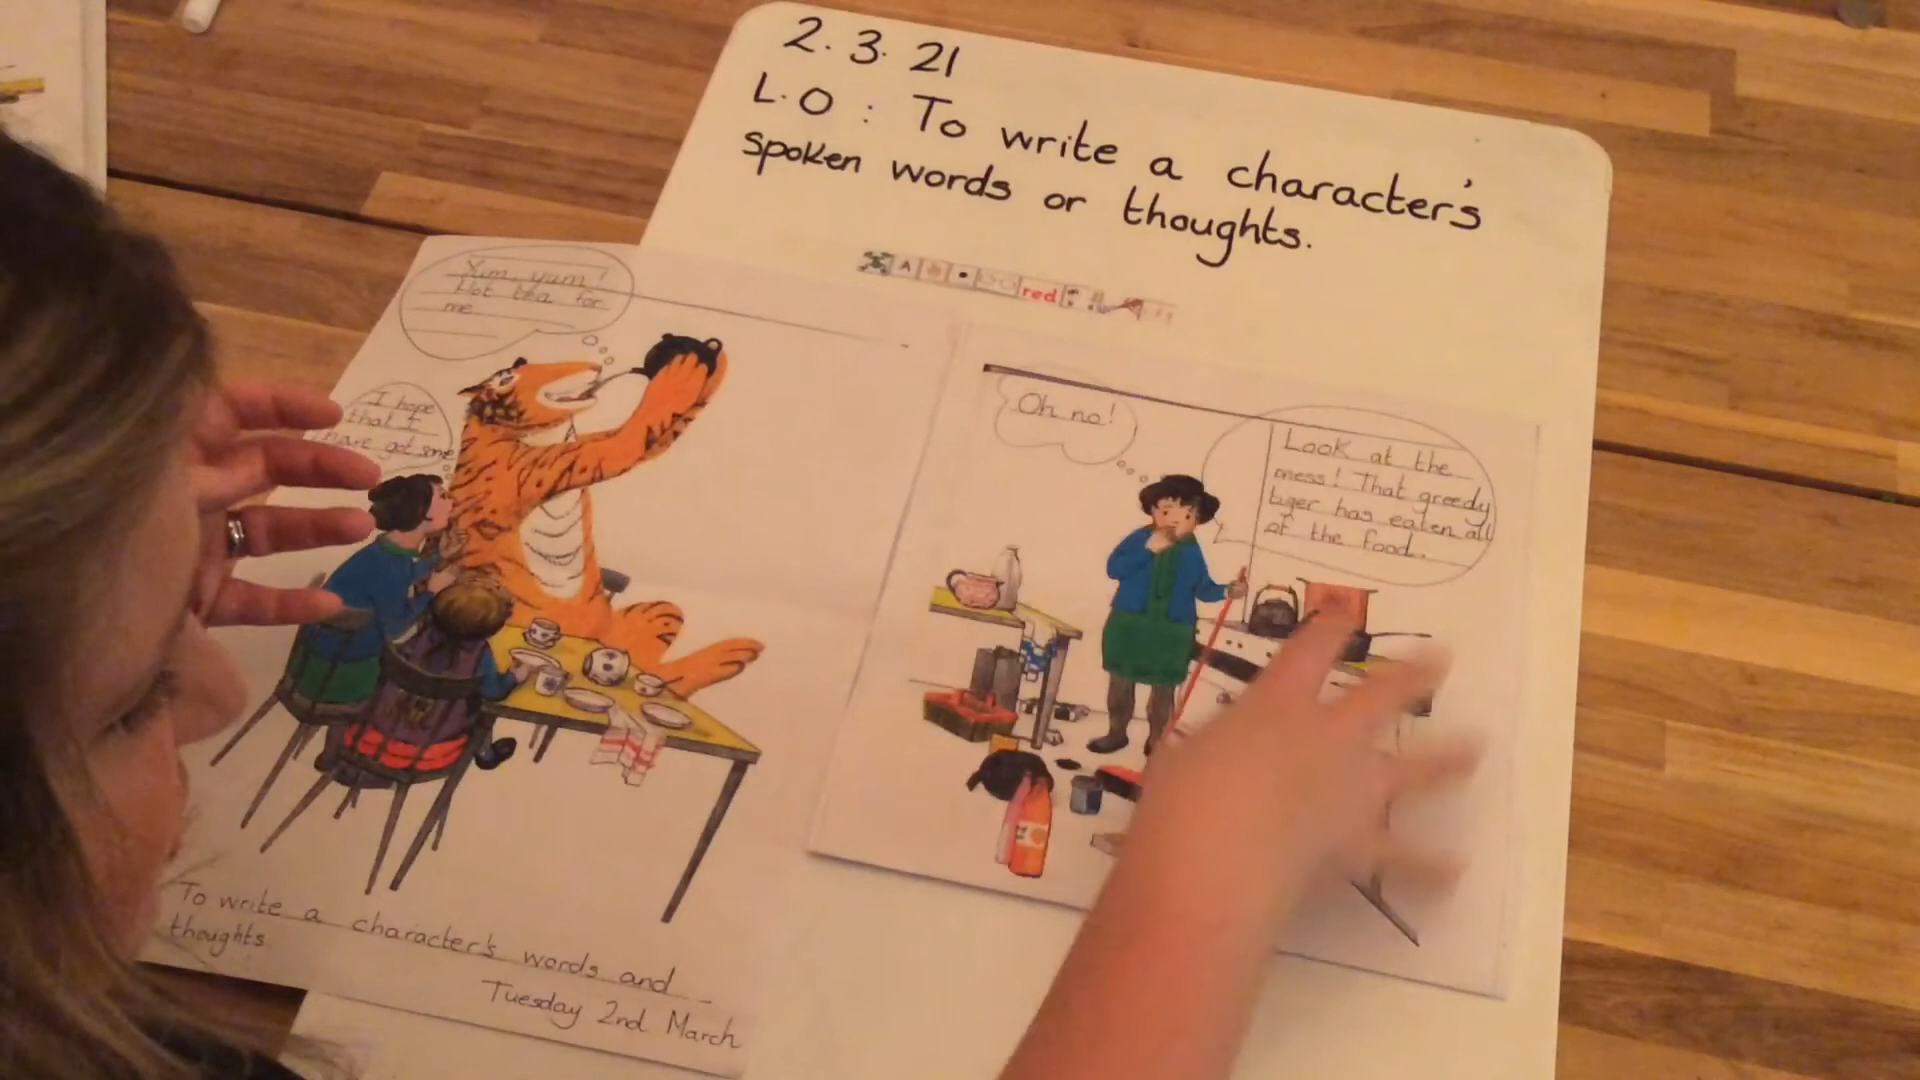 2.3.21
L.O : To write a character's
spoken words or thoughts.
A
red
Yum, yum!
Hot tea for
me
I hope
that I
have got some
Oh no!
Look at the
mess! That greedy
tiger has eaten all
of the food.
To write a character's words and
thoughts
Tuesday 2nd March